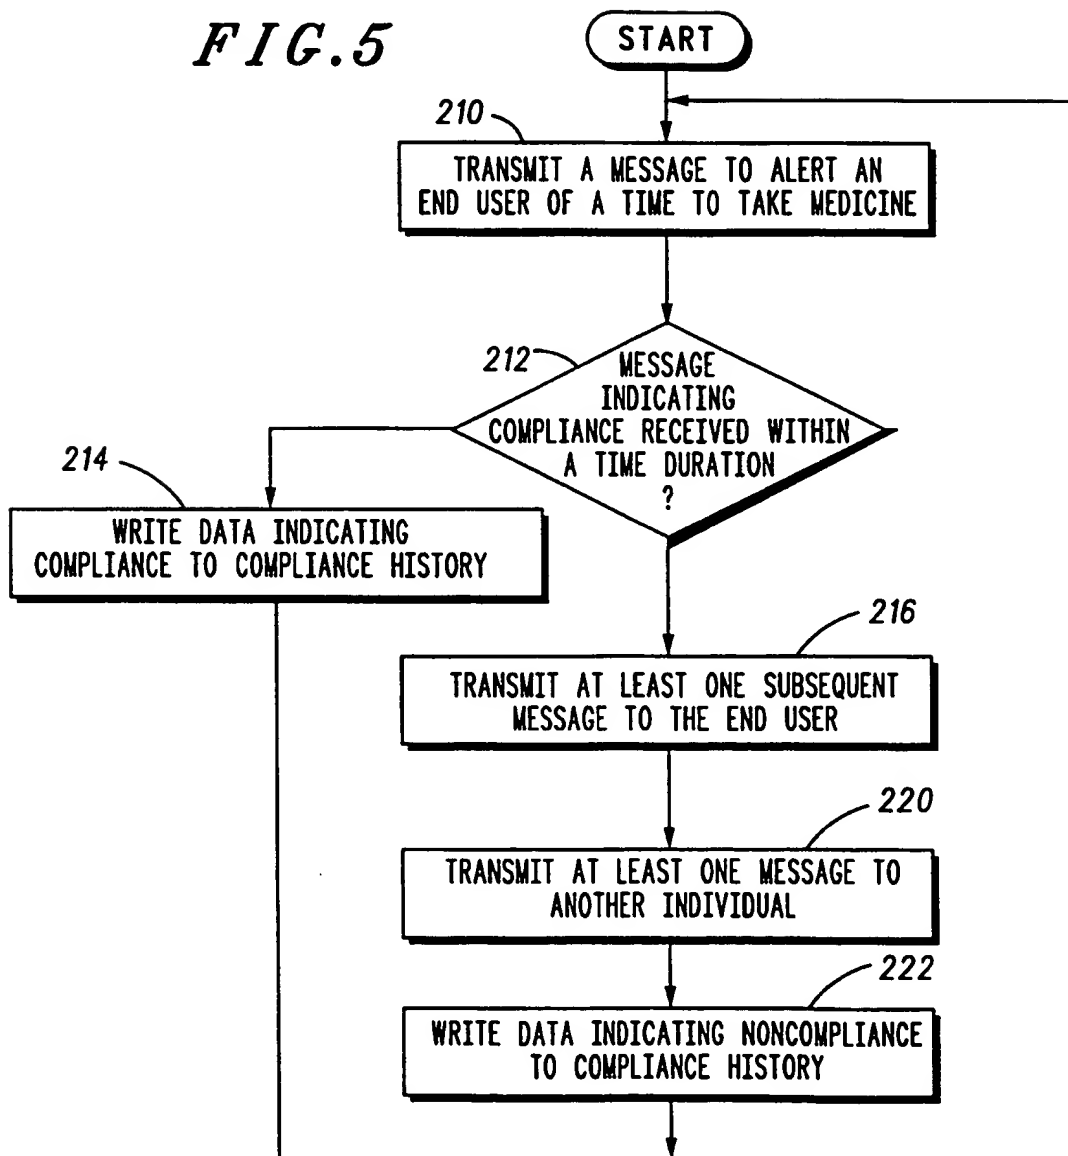 FIG.5
START
210
TRANSMIT A MESSAGE TO ALERT AN
END USER OF A TIME TO TAKE MEDICINE
212
MESSAGE
INDICATING
COMPLIANCE RECEIVED WITHIN
A TIME DURATION
?
214
WRITE DATA INDICATING
COMPLIANCE TO COMPLIANCE HISTORY
216
TRANSMIT AT LEAST ONE SUBSEQUENT
MESSAGE TO THE END USER
220
TRANSMIT AT LEAST ONE MESSAGE TO
ANOTHER INDIVIDUAL
222
WRITE DATA INDICATING NONCOMPLIANCE
TO COMPLIANCE HISTORY